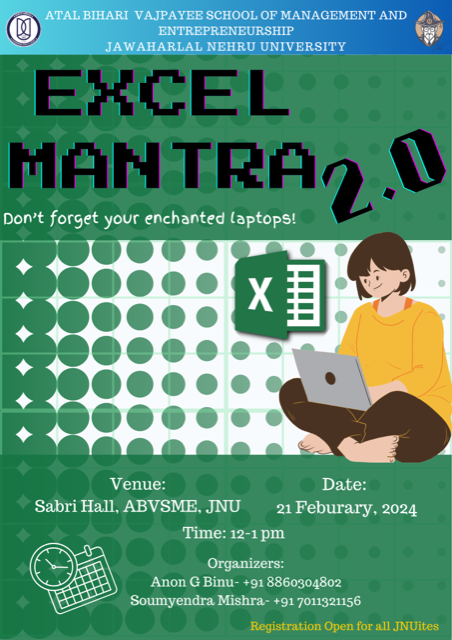 ATAL BIHARI VAJPAYEE SCHOOL OF MANAGEMENT AND
ENTREPRENEURSHIP
JAWAHARLAL NEHRU UNIVERSITY
EXCEL
MANTRA 2.0
Don't forget your enchanted laptops!
X
Venue:
Sabri Hall, ABVSME, JNU
Date:
21 Feburary, 2024
Time: 12-1 pm
Organizers:
Anon G Binu- +91 8860304802
Soumyendra Mishra- +91 7011321156
Registration Open for all JNUites